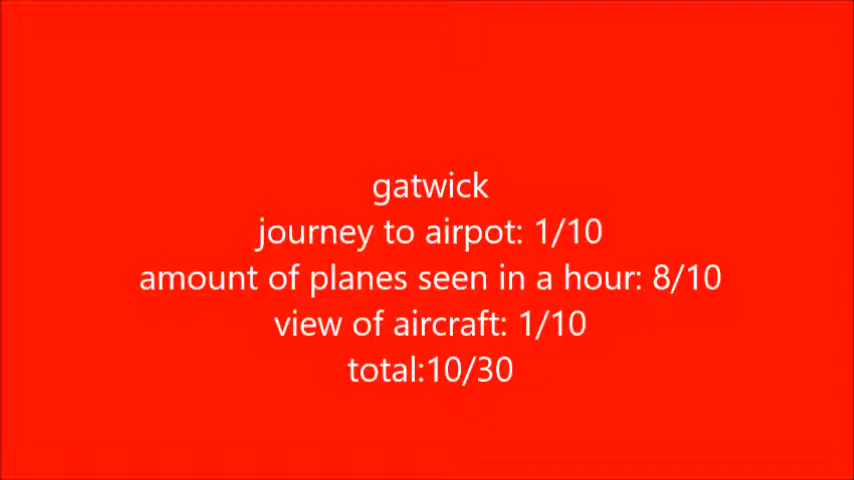 gatwick
journey to airpot: 1/10
amount of planes seen in a hour: 8/10
view of aircraft: 1/10
total:10/30